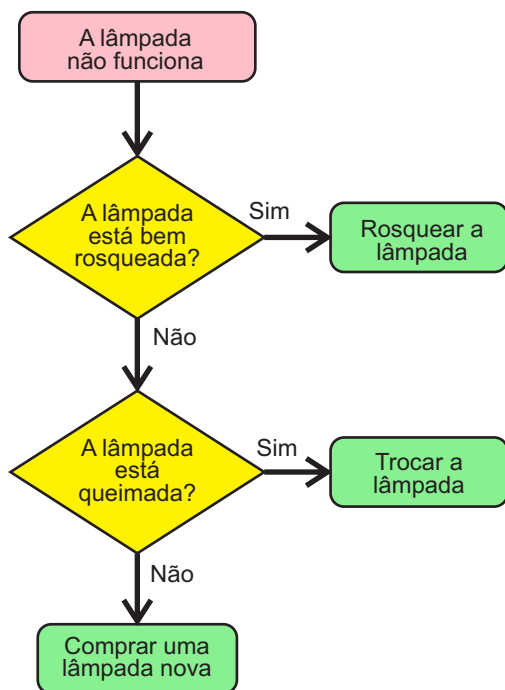 A lâmpada
não funciona
A lâmpada
está bem
rosqueada?
Sim
Rosquear a
lâmpada
Não
A lâmpada
está
queimada?
Sim
Trocar a
lâmpada
Não
Comprar uma
lâmpada nova